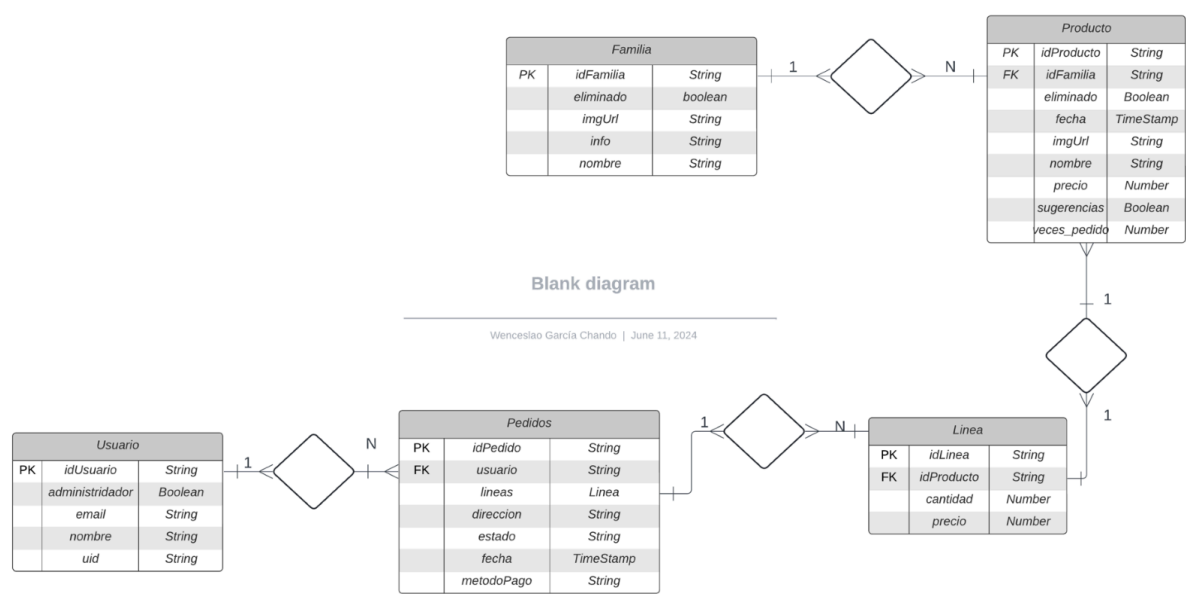 Familia
PK idFamilia String
eliminado boolean
imgUrl String
info String
nombre String
1
N
Producto
PK idProducto String
FK idFamilia String
eliminado Boolean
fecha TimeStamp
imgUrl String
nombre String
precio Number
sugerencias Boolean
veces_pedido Number
Blank diagram
Wenceslao García Chando | June 11, 2024
1
1
Usuario
PK idUsuario String
administridador Boolean
email String
nombre String
uid String
1
N
Pedidos
PK idPedido String
FK usuario String
lineas Linea
direccion String
estado String
fecha TimeStamp
metodoPago String
1
N
Linea
PK idLinea String
FK idProducto String
cantidad Number
precio Number